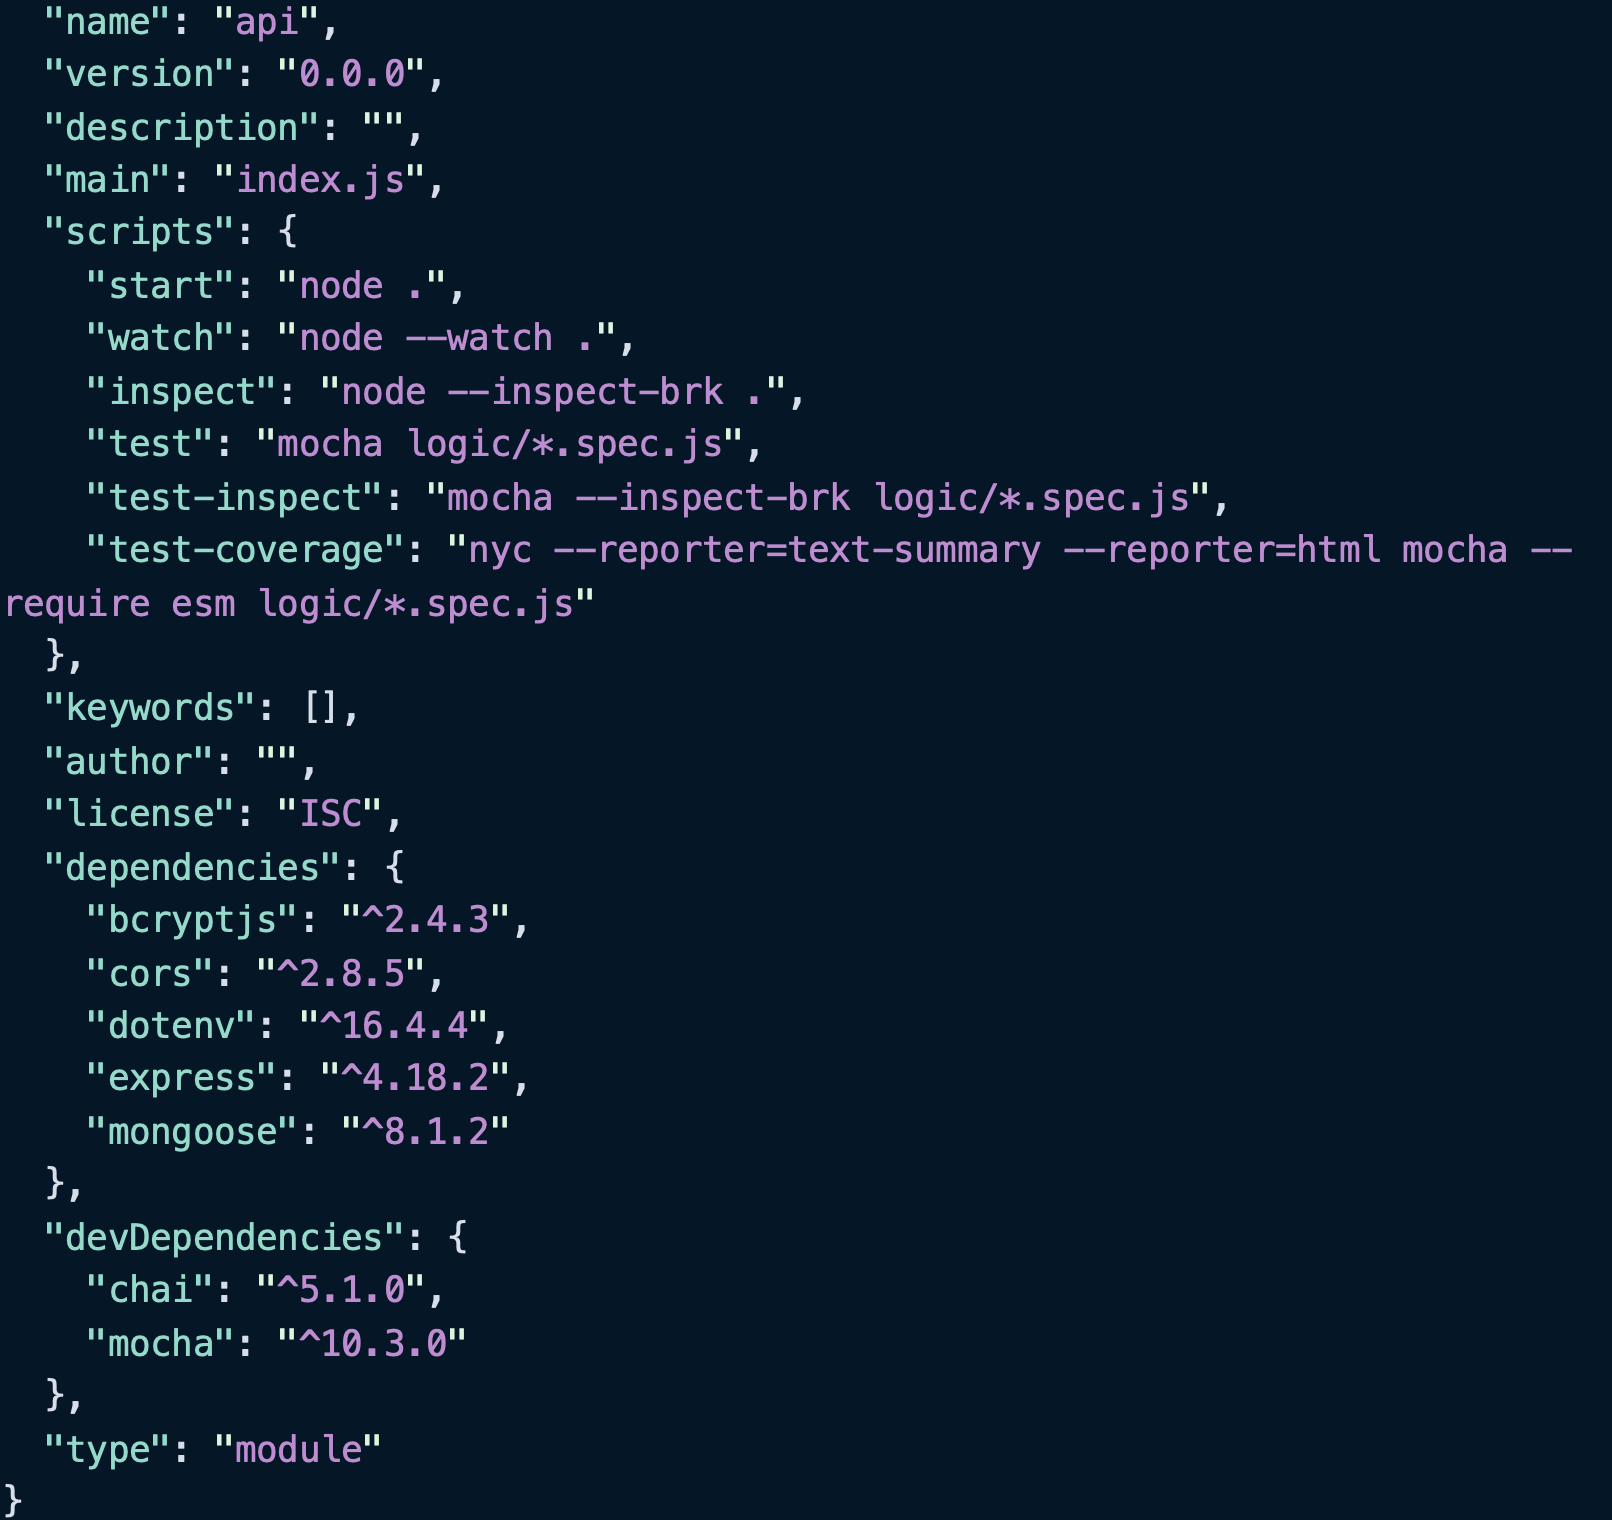 "name": "api",
"version": "0.0.0",
"description": "",
"main": "index.js",
"scripts": {
"start": "node .",
"watch": "node --watch .",
"inspect": "node --inspect-brk .",
"test": "mocha logic/*.spec.js",
"test-inspect": "mocha --inspect-brk logic/*.spec.js",
"test-coverage": "nyc --reporter=text-summary --reporter=html mocha --
require esm logic/*.spec.js"
},
"keywords": [],
"author": "",
"license": "ISC",
"dependencies": {
"bcryptjs": "^2.4.3",
"cors": "^2.8.5",
"dotenv": "^16.4.4",
"express": "^4.18.2",
"mongoose": "^8.1.2"
},
"devDependencies": {
"chai": "^5.1.0",
"mocha": "^10.3.0"
},
"type": "module"
}